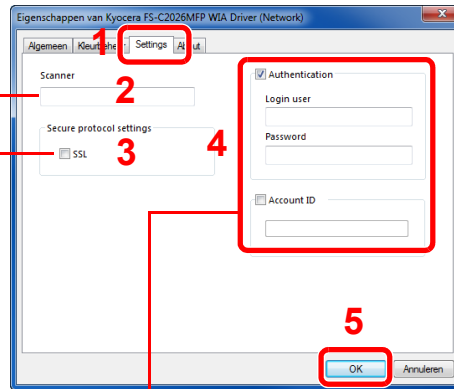 Eigenschappen van Kyocera FS-C2026MFP WIA Driver (Network)
x
1
Algemeen Settings
Scanner
2
Secure protocol settings
SSL
3
4
Authentication
Login user
Password
Account ID
5
OK Annuleren